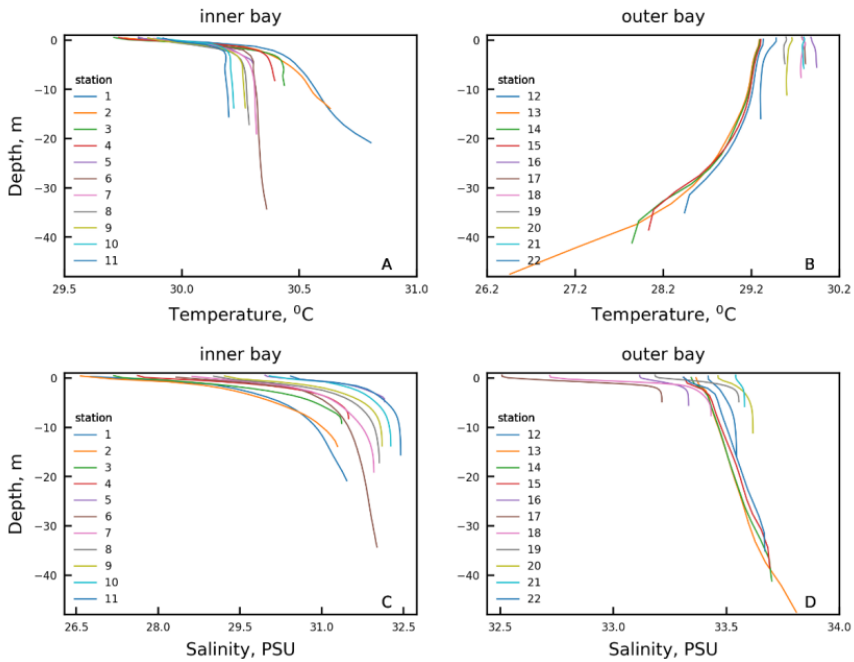 inner bay
outer bay
0
−10
−20
−30
−40
Depth, m
station
1
2
3
4
5
6
7
8
9
10
11
A
29.5 30.0 30.5 31.0
Temperature, ⁰C
0
−10
−20
−30
−40
station
12
13
14
15
16
17
18
19
20
21
22
B
26.2 27.2 28.2 29.2 30.2
Temperature, ⁰C
inner bay
outer bay
0
−10
−20
−30
−40
Depth, m
station
1
2
3
4
5
6
7
8
9
10
11
C
26.5 28.0 29.5 31.0 32.5
Salinity, PSU
0
−10
−20
−30
−40
station
12
13
14
15
16
17
18
19
20
21
22
D
32.5 33.0 33.5 34.0
Salinity, PSU